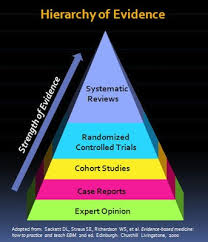 Hierarchy of Evidence
Strength of Evidence
Systematic
Reviews
Randomized
Controlled Trials
Cohort Studies
Case Reports
Expert Opinion
Adapted from: Sackett DL, Straus SE, Richardson WS, et al. Evidence-based medicine:
how to practice and teach EBM. 2nd ed. Edinburgh: Churchill Livingstone, 2000